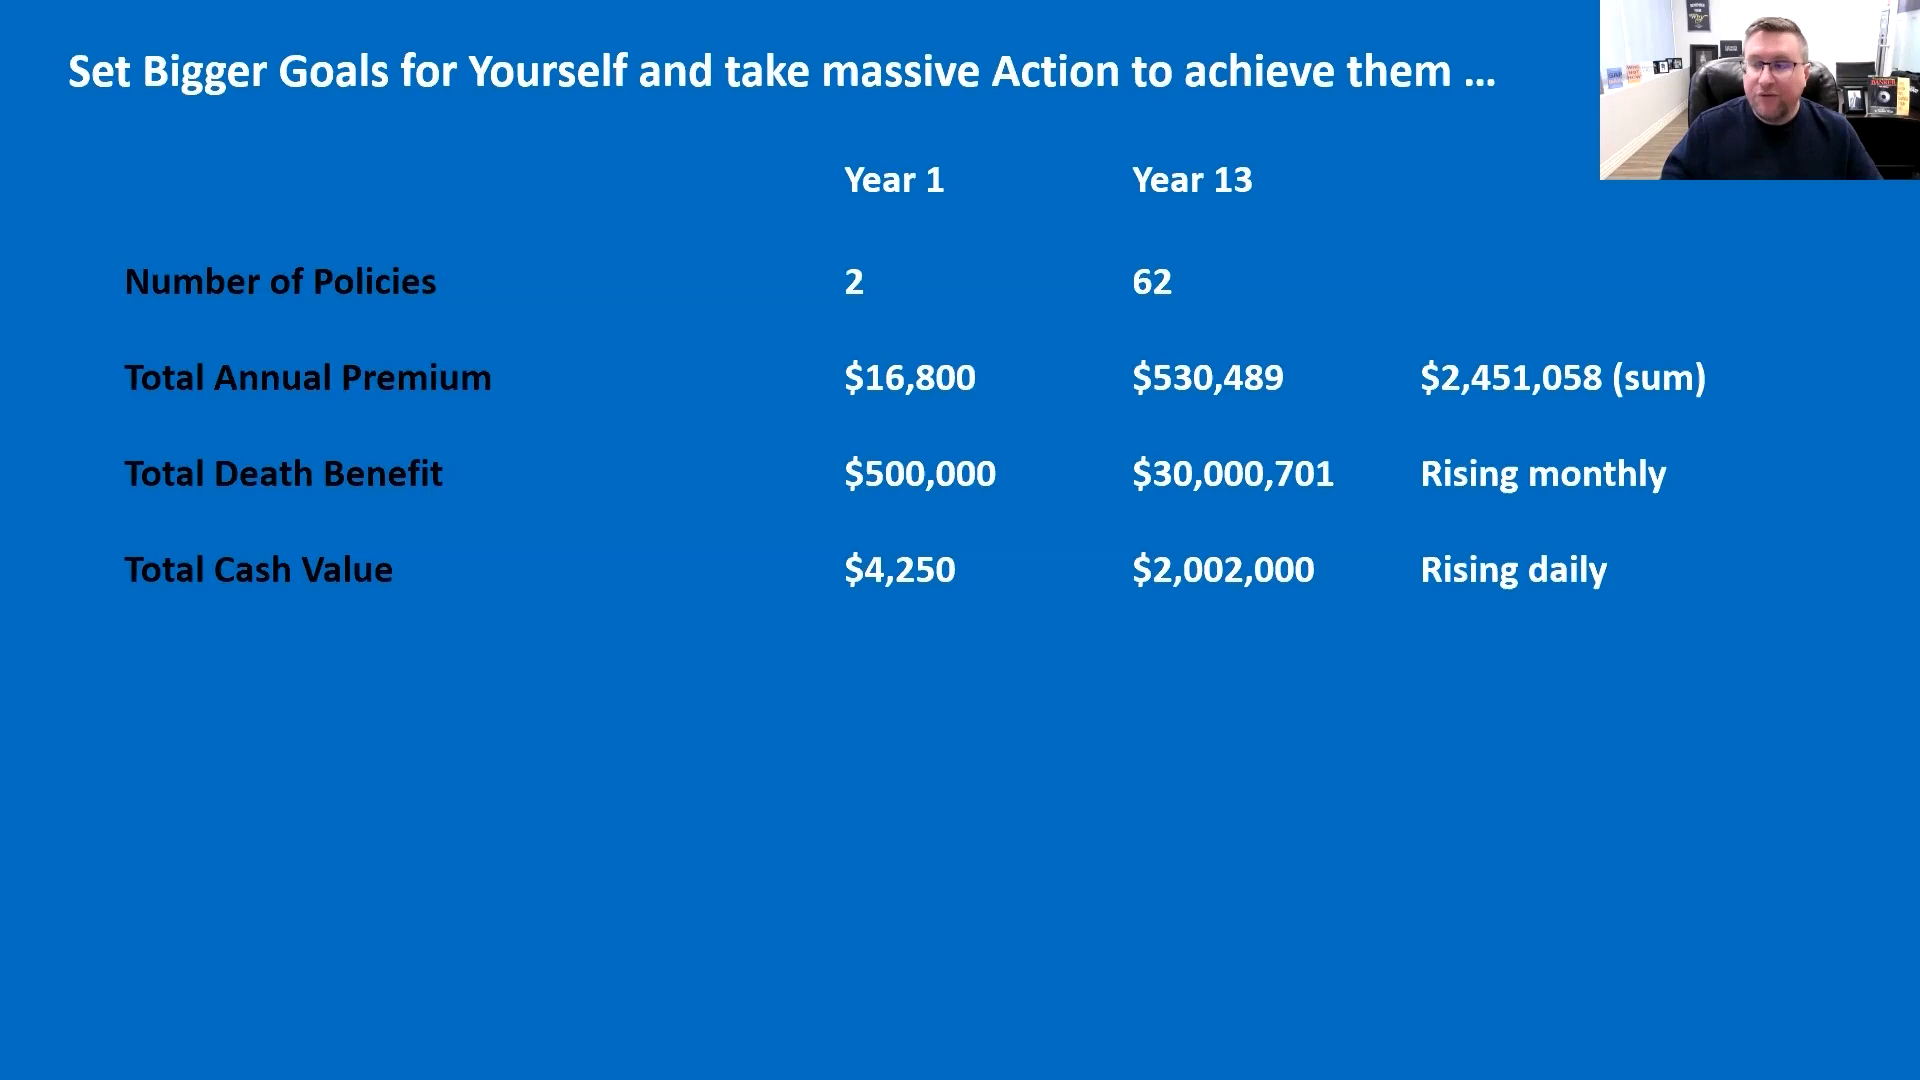 Set Bigger Goals for Yourself and take massive Action to achieve them ...
Year 1 Year 13
Number of Policies 2 62
Total Annual Premium $16,800 $530,489 $2,451,058 (sum)
Total Death Benefit $500,000 $30,000,701 Rising monthly
Total Cash Value $4,250 $2,002,000 Rising daily